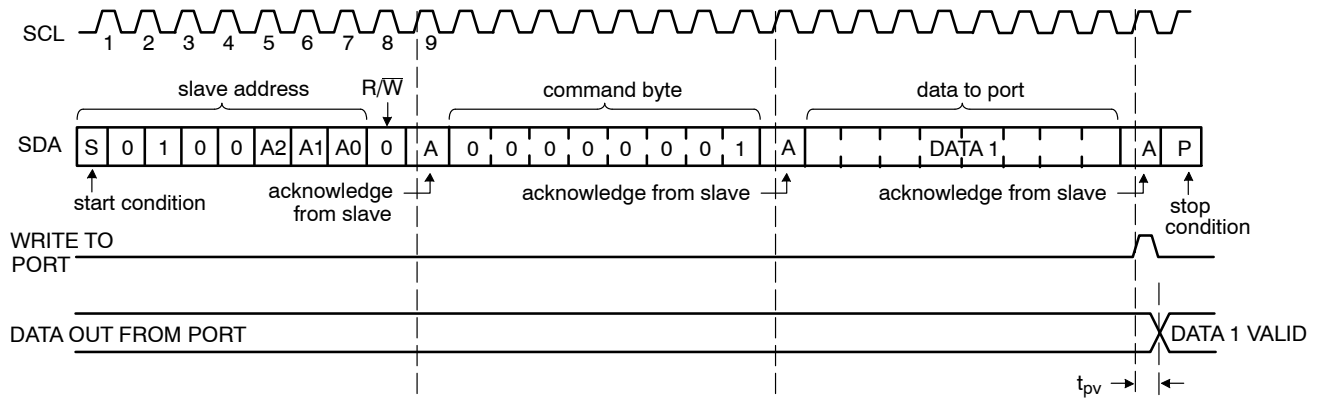 SCL
1 2 3 4 5 6 7 8 9
slave address R/W̅ command byte data to port
SDA S 0 1 0 0 A2 A1 A0 0 A 0 0 0 0 0 0 0 1 A DATA 1 A P
start condition
acknowledge
from slave
acknowledge from slave
acknowledge from slave
stop
condition
WRITE TO
PORT
DATA OUT FROM PORT
DATA 1 VALID
tpv